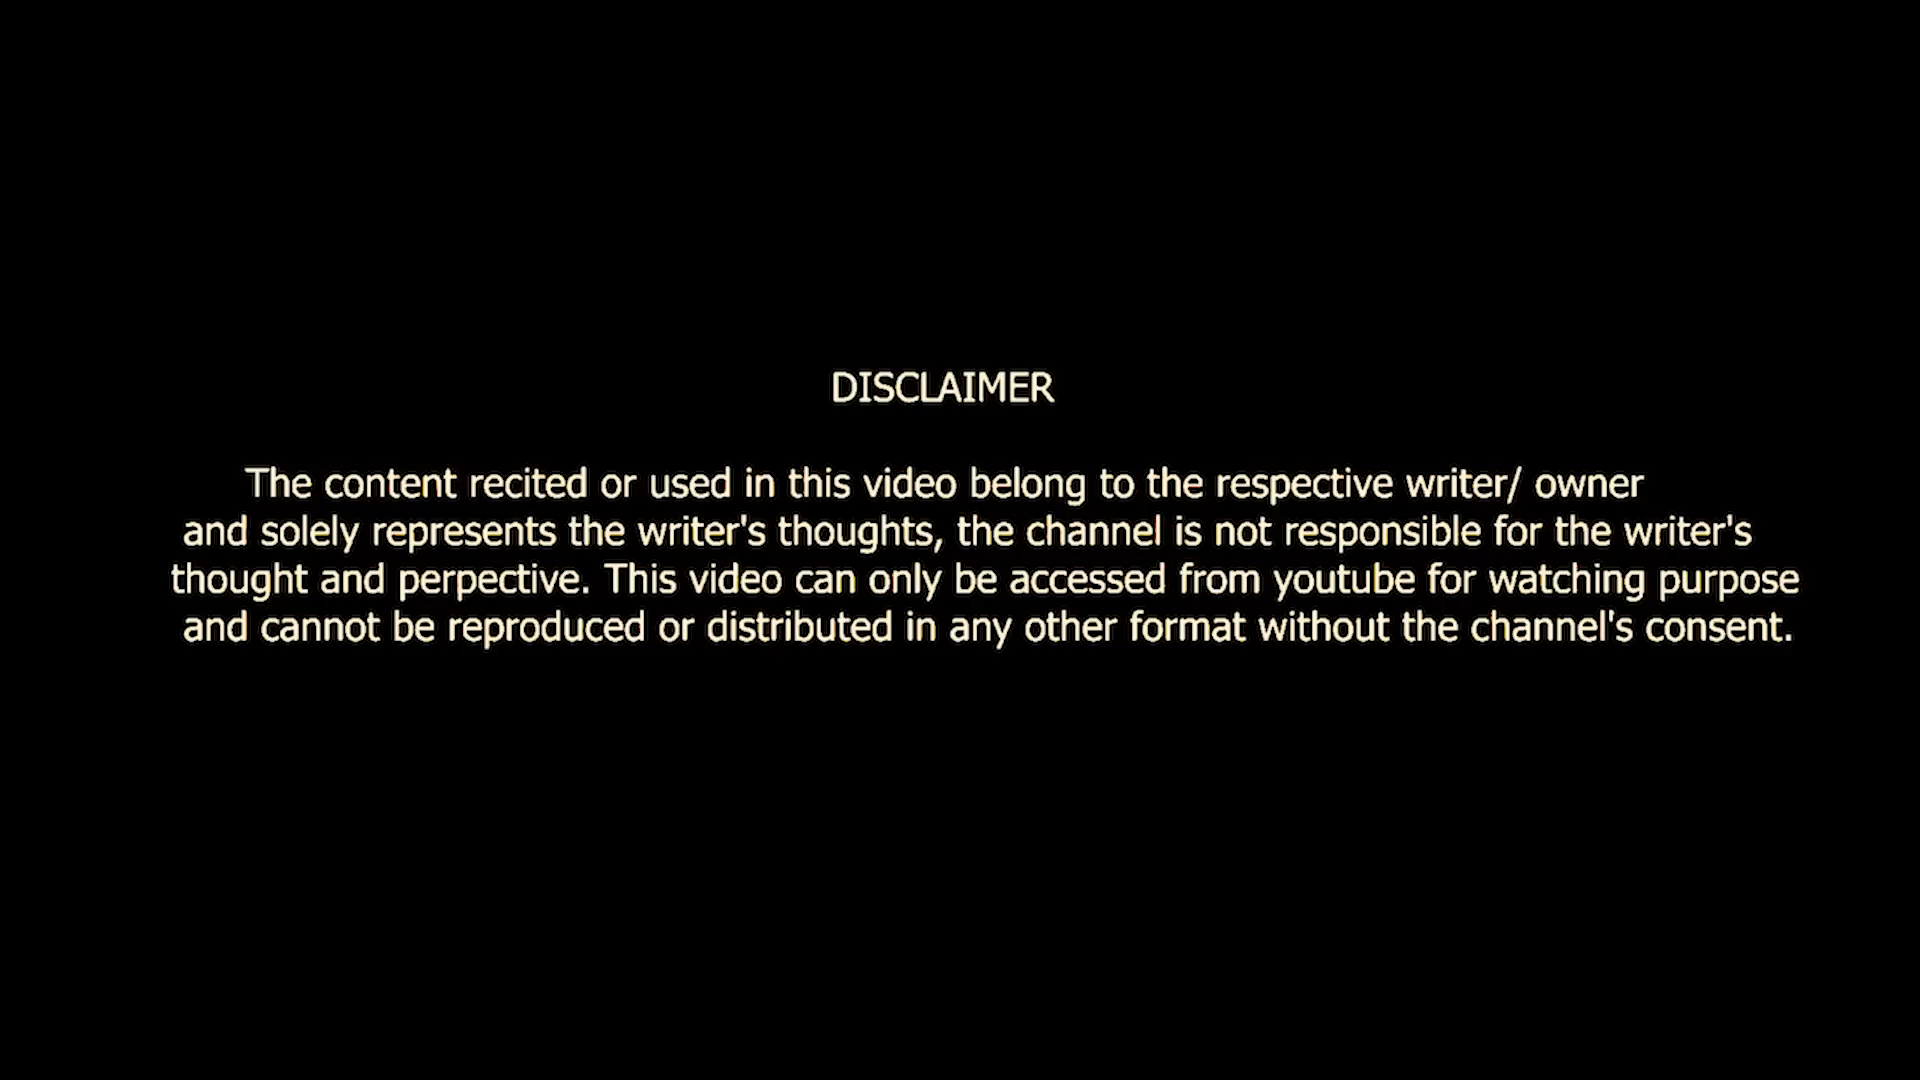 DISCLAIMER
The content recited or used in this video belong to the respective writer/ owner
and solely represents the writer's thoughts, the channel is not responsible for the writer's
thought and perpective. This video can only be accessed from youtube for watching purpose
and cannot be reproduced or distributed in any other format without the channel's consent.